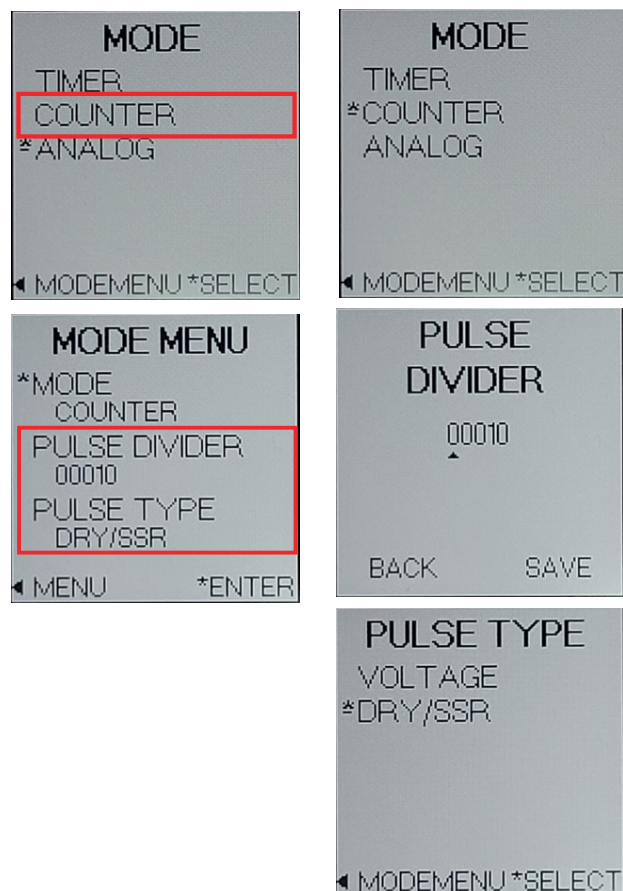 MODE
TIMER
COUNTER
*ANALOG
◄ MODEMENU *SELECT
MODE
TIMER
*COUNTER
ANALOG
◄ MODEMENU *SELECT
MODE MENU
*MODE
COUNTER
PULSE DIVIDER
00010
PULSE TYPE
DRY/SSR
◄ MENU *ENTER
PULSE
DIVIDER
00010
BACK SAVE
PULSE TYPE
VOLTAGE
*DRY/SSR
◄ MODEMENU *SELECT